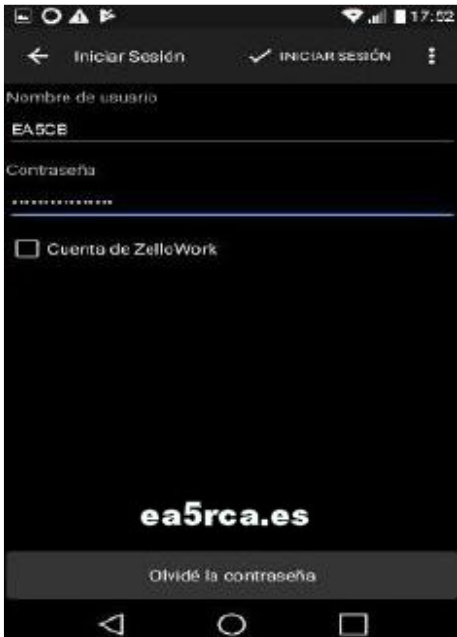 17:52
Iniciar Sesión
INICIAR SESIÓN
Nombre de usuario
EA5CB
Contraseña
................
Cuenta de ZelloWork
ea5rca.es
Olvidé la contraseña